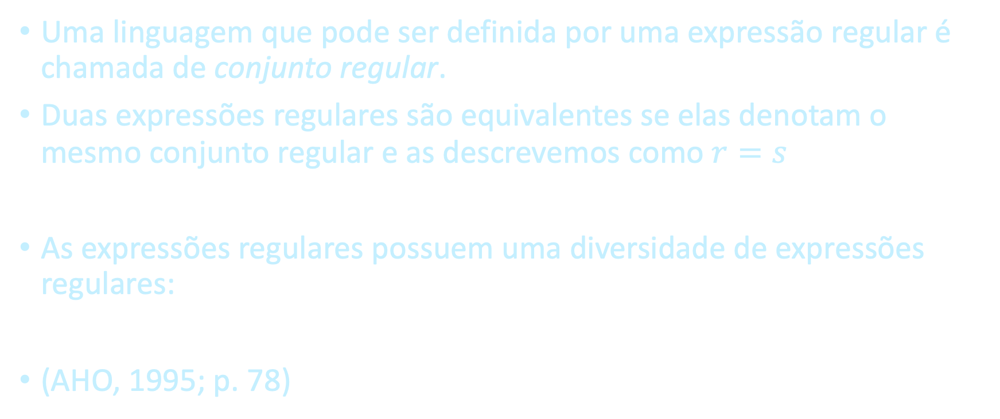 • Uma linguagem que pode ser definida por uma expressão regular é
chamada de conjunto regular.
• Duas expressões regulares são equivalentes se elas denotam o
mesmo conjunto regular e as descrevemos como r = s
• As expressões regulares possuem uma diversidade de expressões
regulares:
• (AHO, 1995; p. 78)